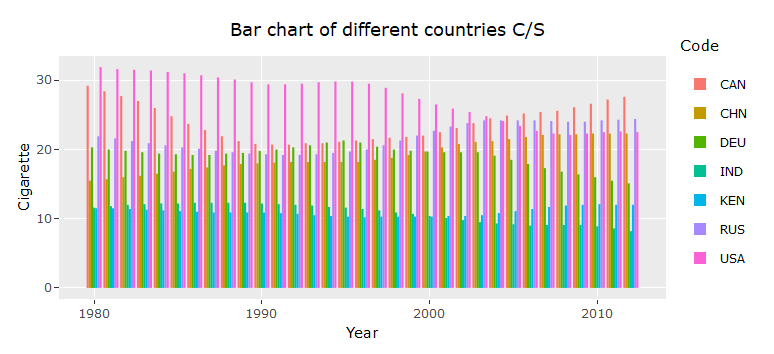 Bar chart of different countries C/S
Code
CAN
CHN
DEU
IND
KEN
RUS
USA
Cigarette
30
20
10
0
1980
1990
2000
2010
Year